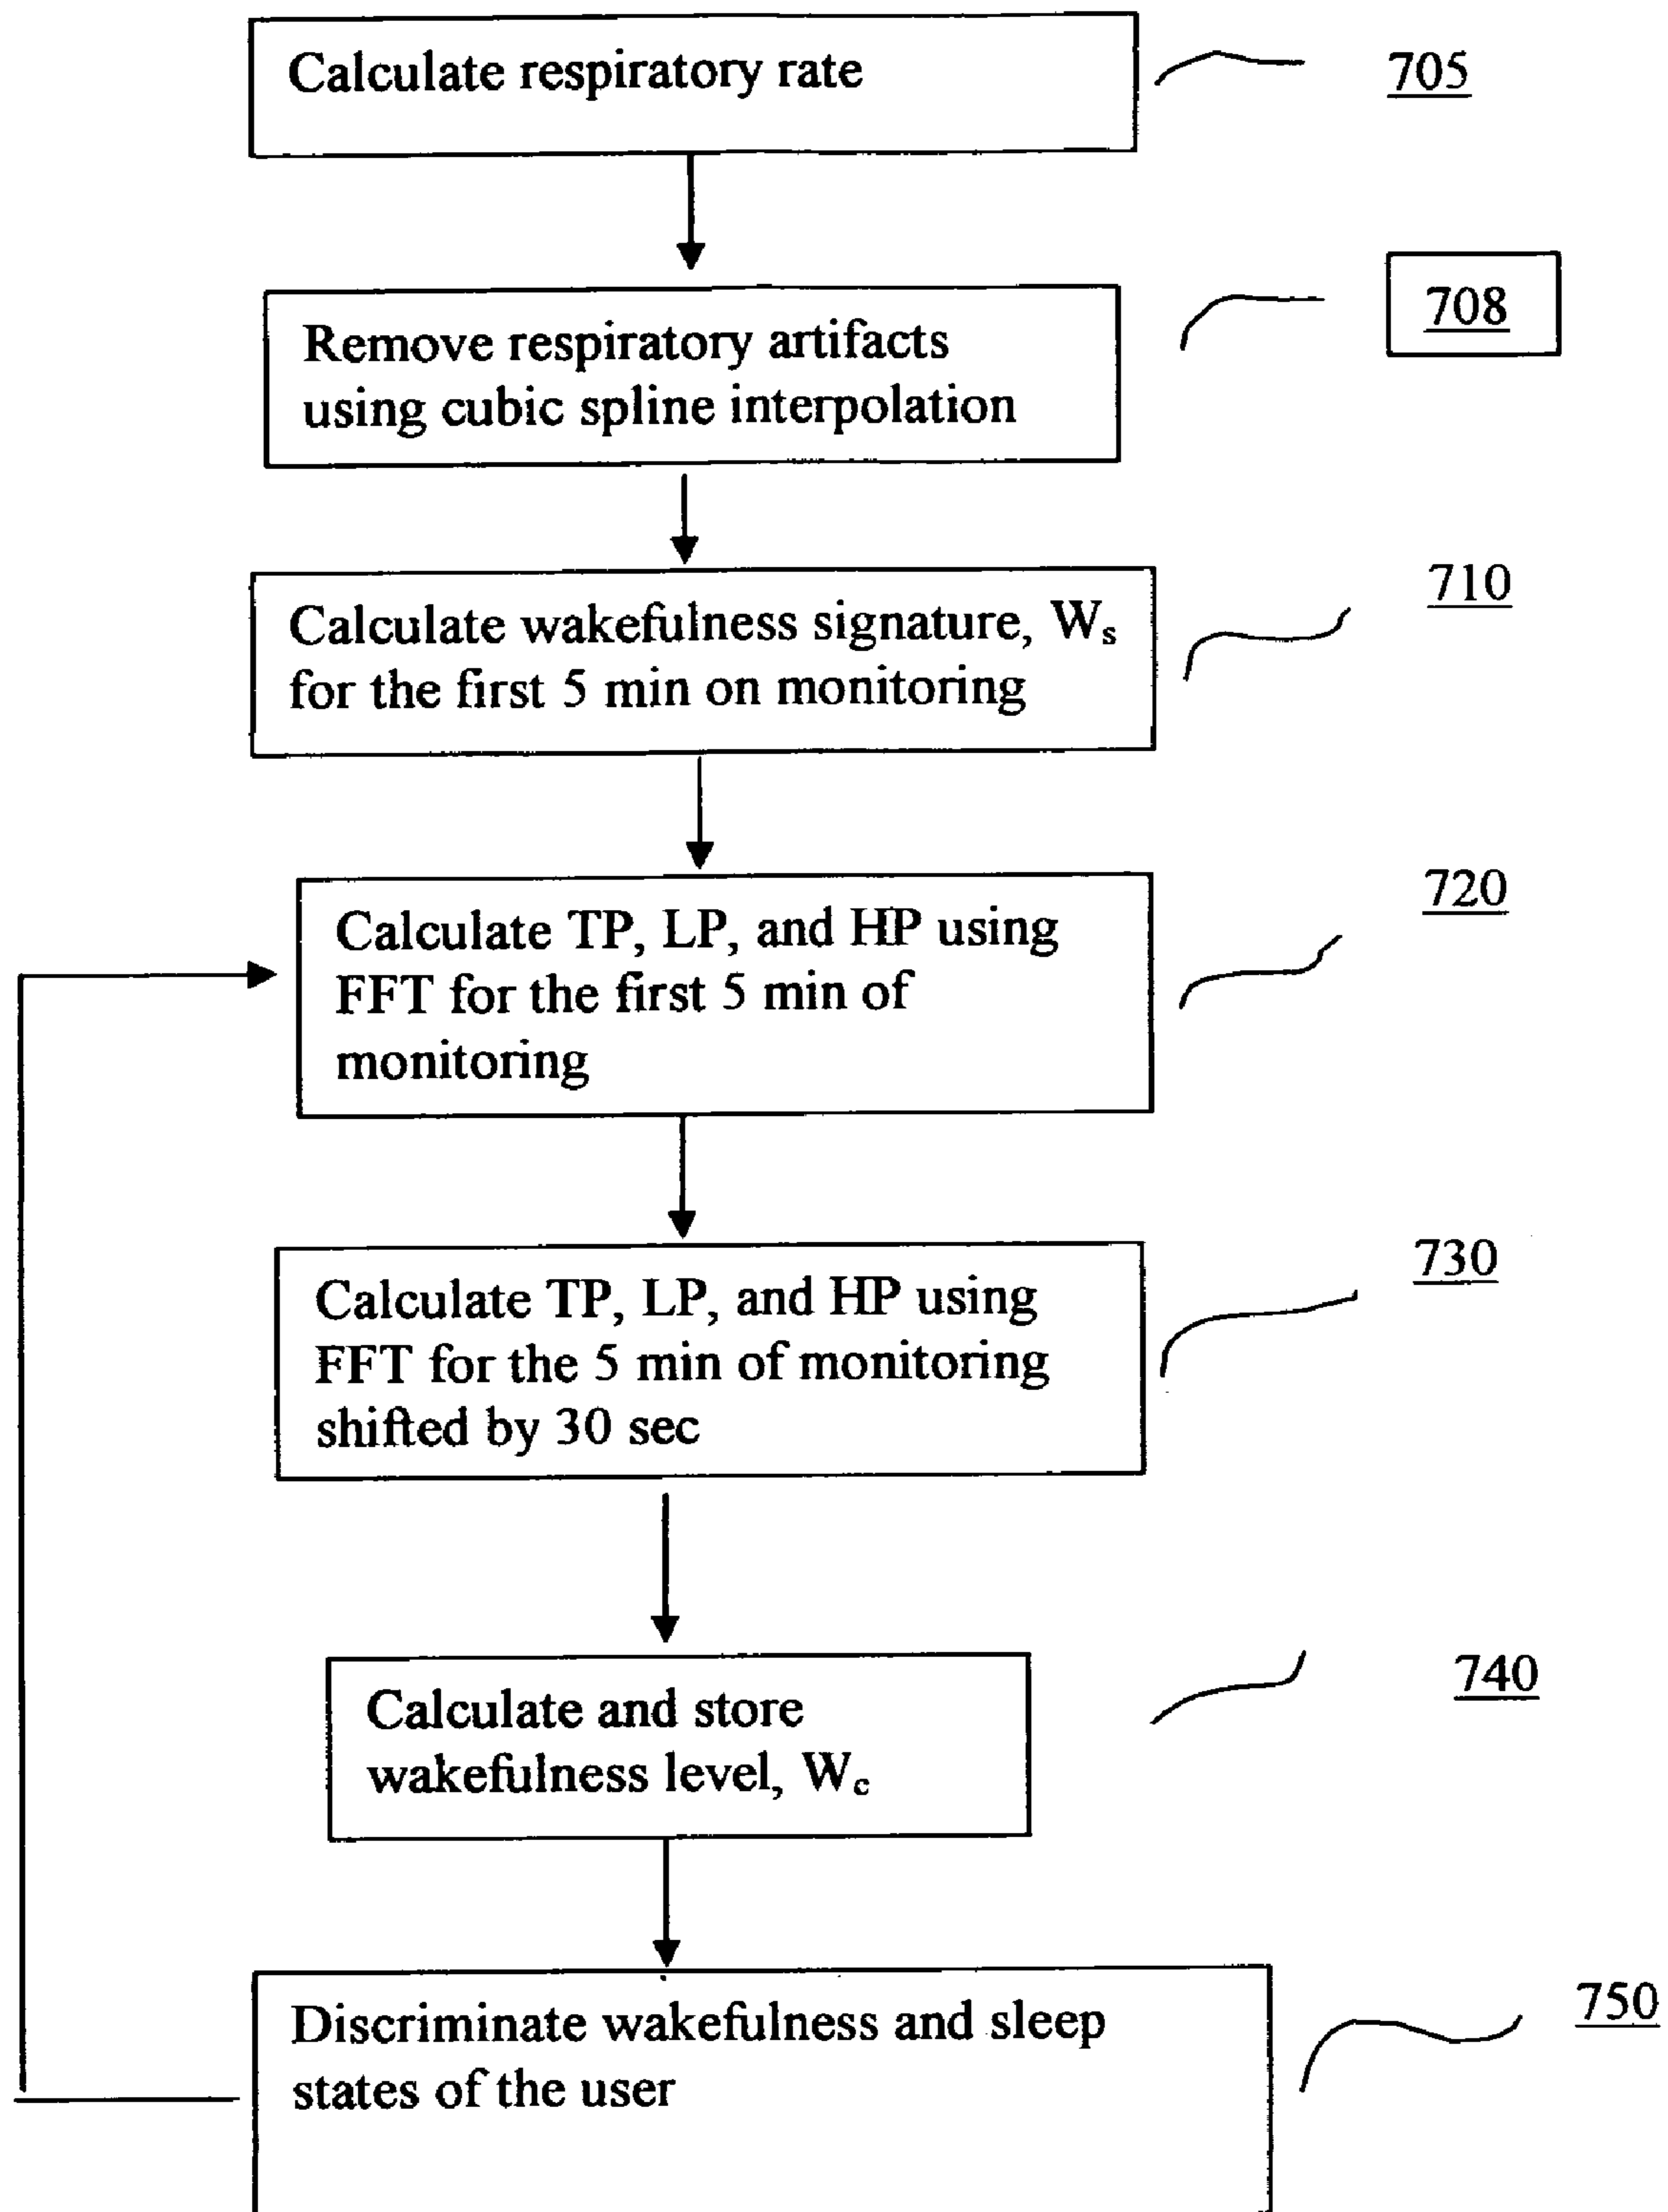 Calculate respiratory rate
705
Remove respiratory artifacts
using cubic spline interpolation
708
Calculate wakefulness signature, Ws
for the first 5 min on monitoring
710
Calculate TP, LP, and HP using
FFT for the first 5 min of
monitoring
720
Calculate TP, LP, and HP using
FFT for the 5 min of monitoring
shifted by 30 sec
730
Calculate and store
wakefulness level, Wc
740
Discriminate wakefulness and sleep
states of the user
750